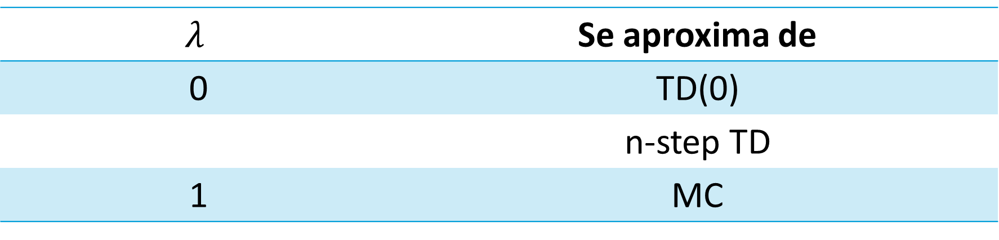 λ Se aproxima de
0 TD(0)
n-step TD
1 MC